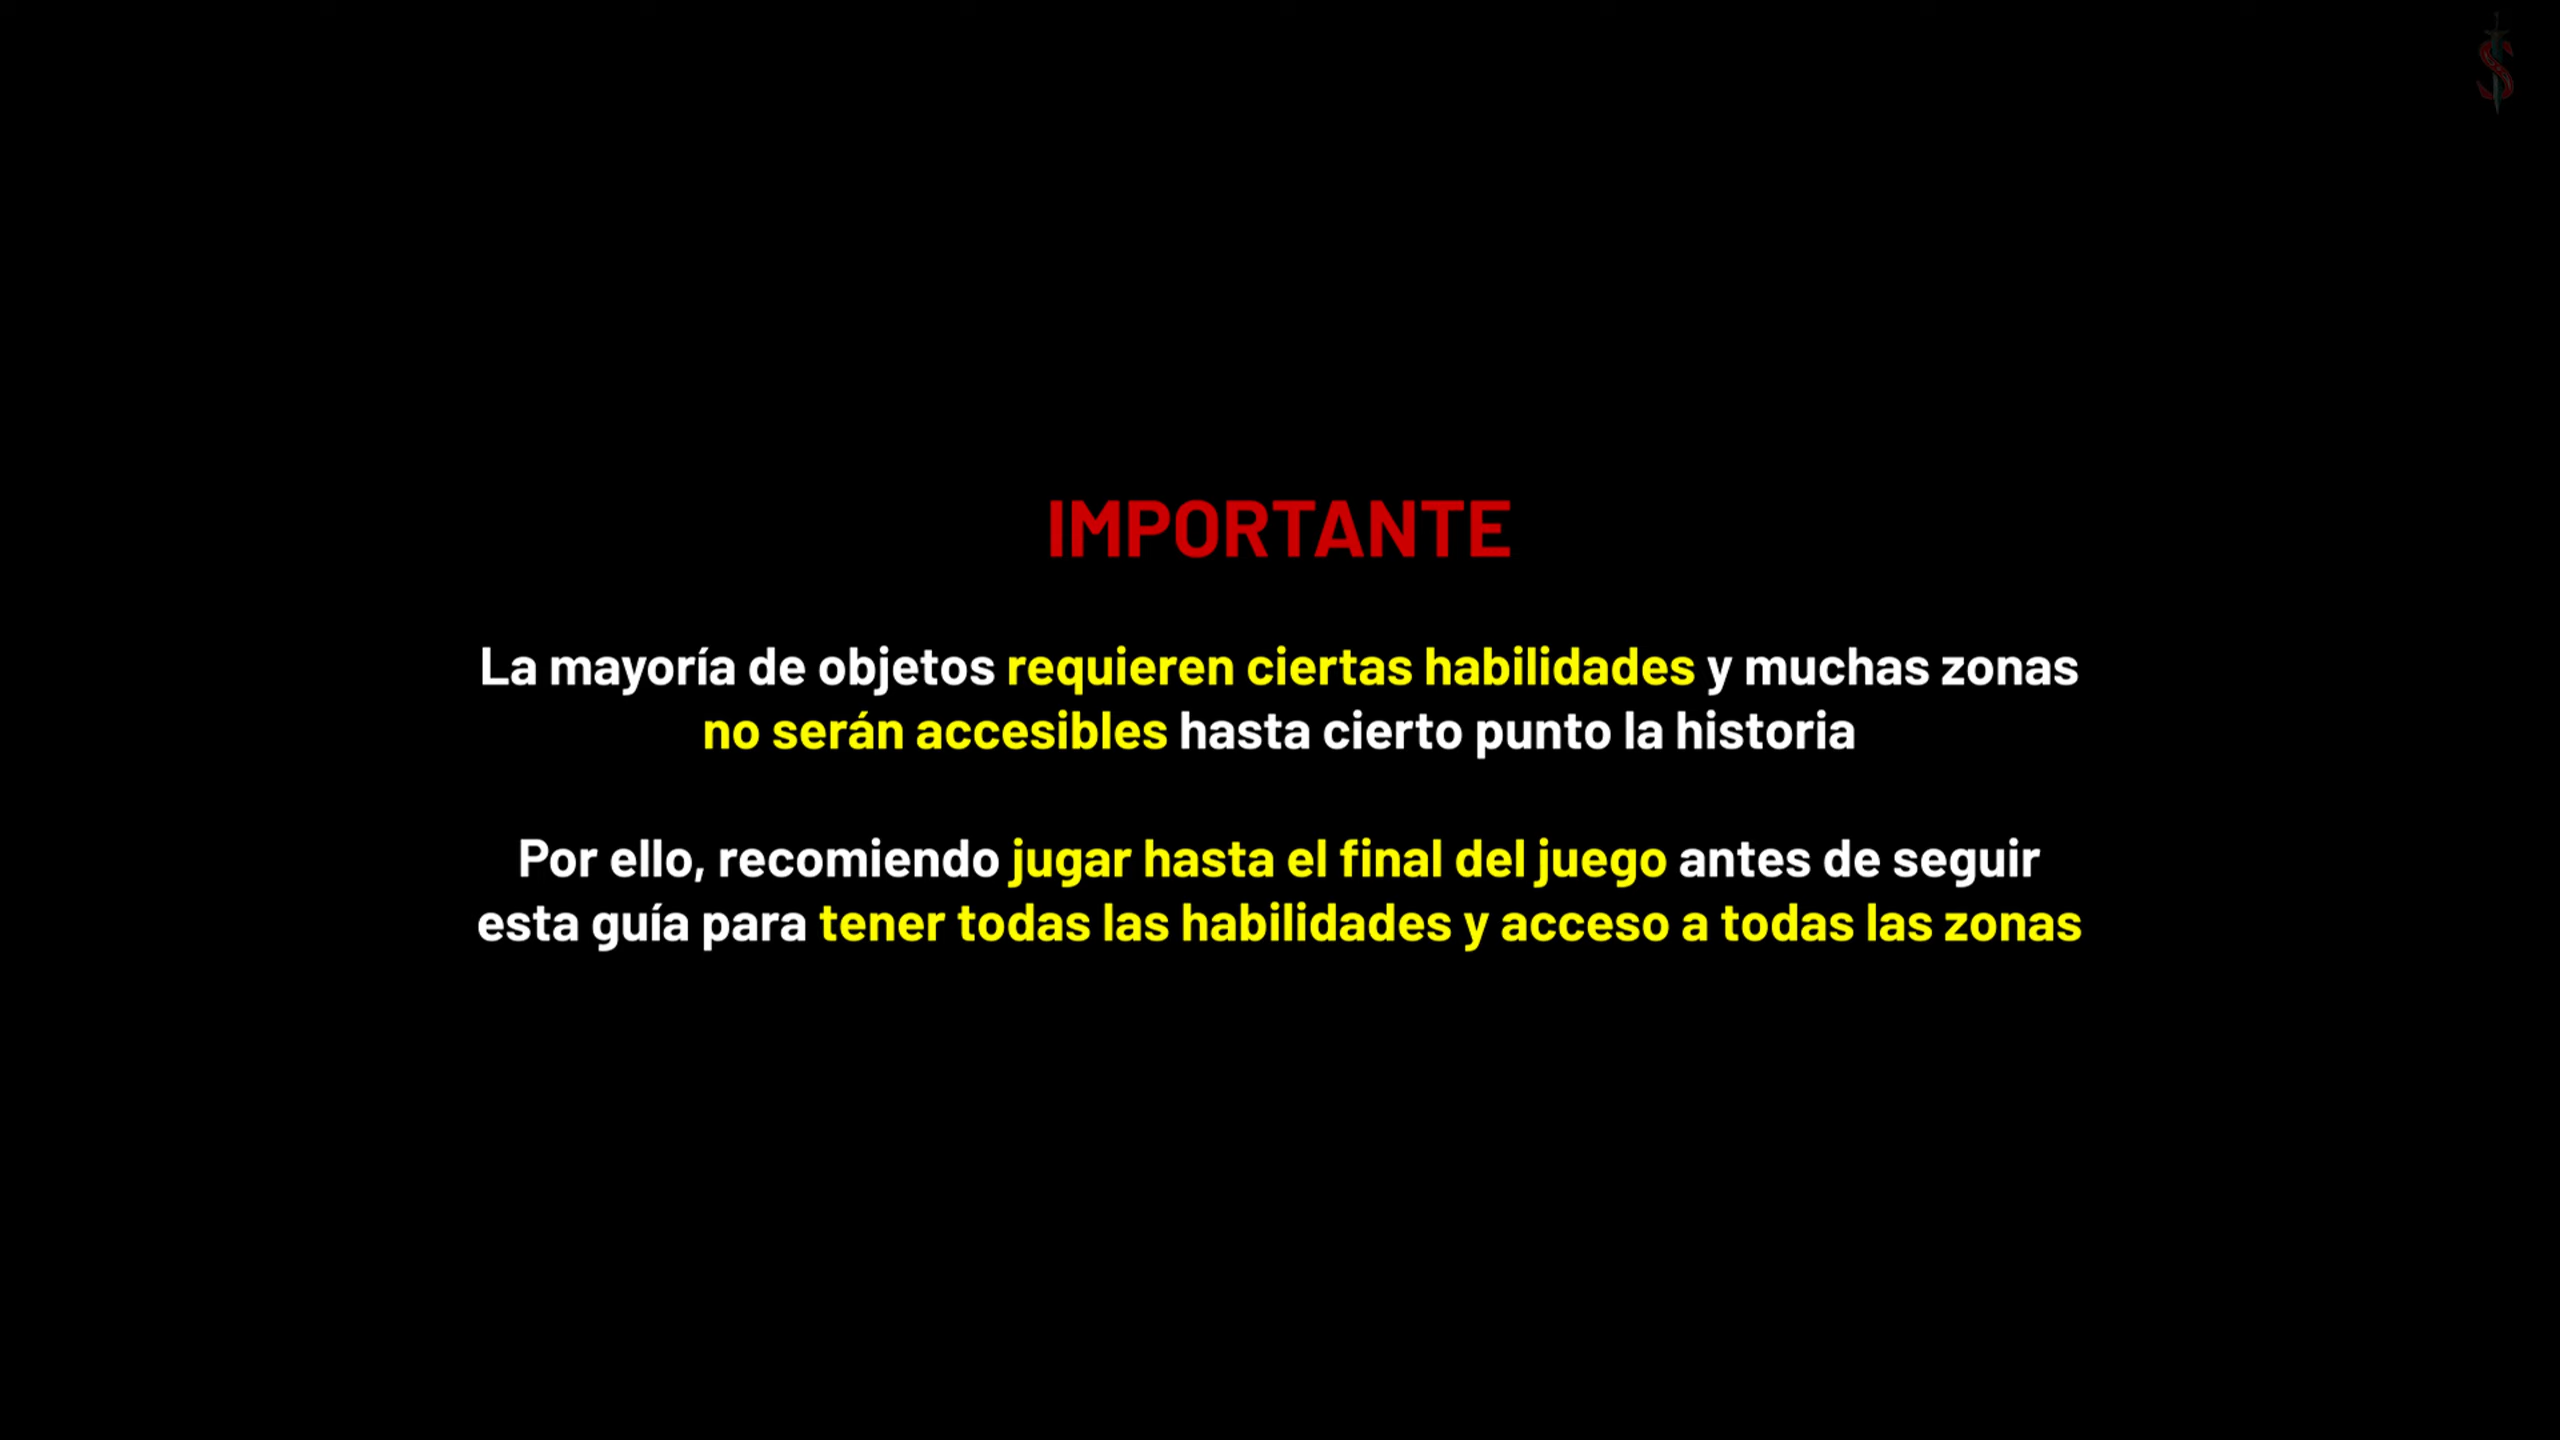 IMPORTANTE
La mayoría de objetos requieren ciertas habilidades y muchas zonas
no serán accesibles hasta cierto punto la historia
Por ello, recomiendo jugar hasta el final del juego antes de seguir
esta guía para tener todas las habilidades y acceso a todas las zonas